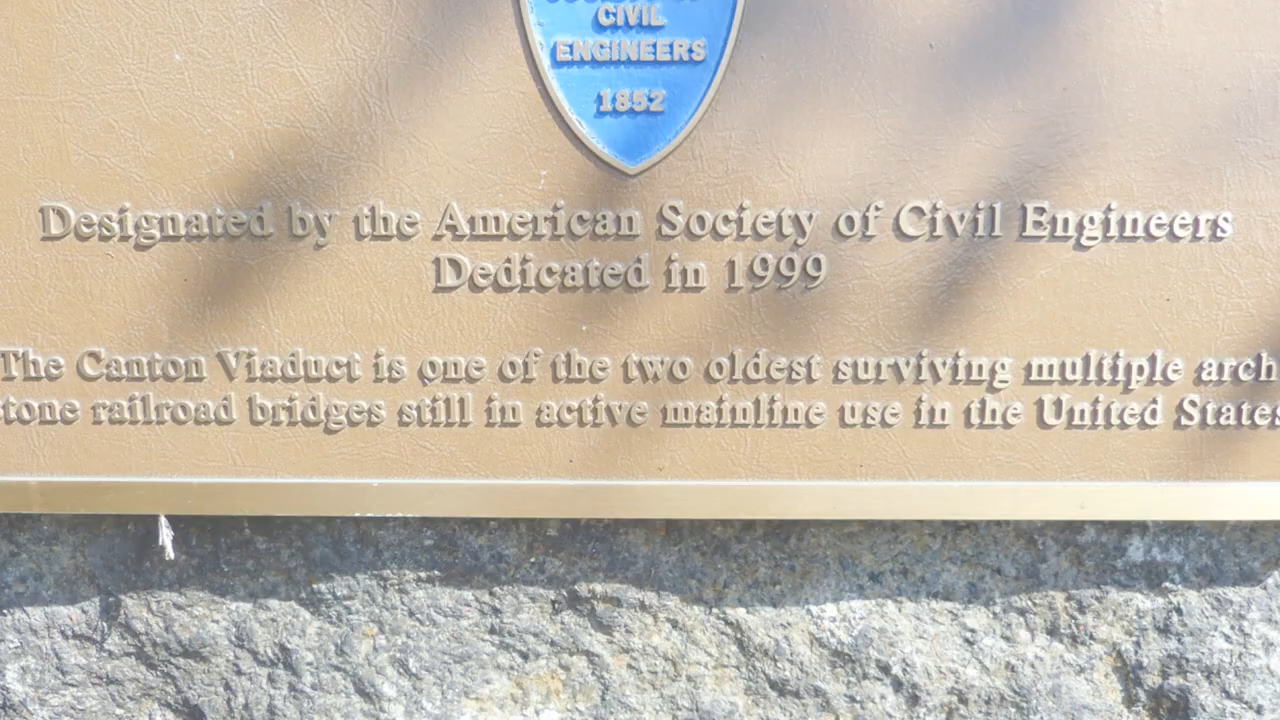 CIVIL
ENGINEERS
1852
Designated by the American Society of Civil Engineers
Dedicated in 1999
The Canton Viaduct is one of the two oldest surviving multiple arch
tone railroad bridges still in active mainline use in the United States